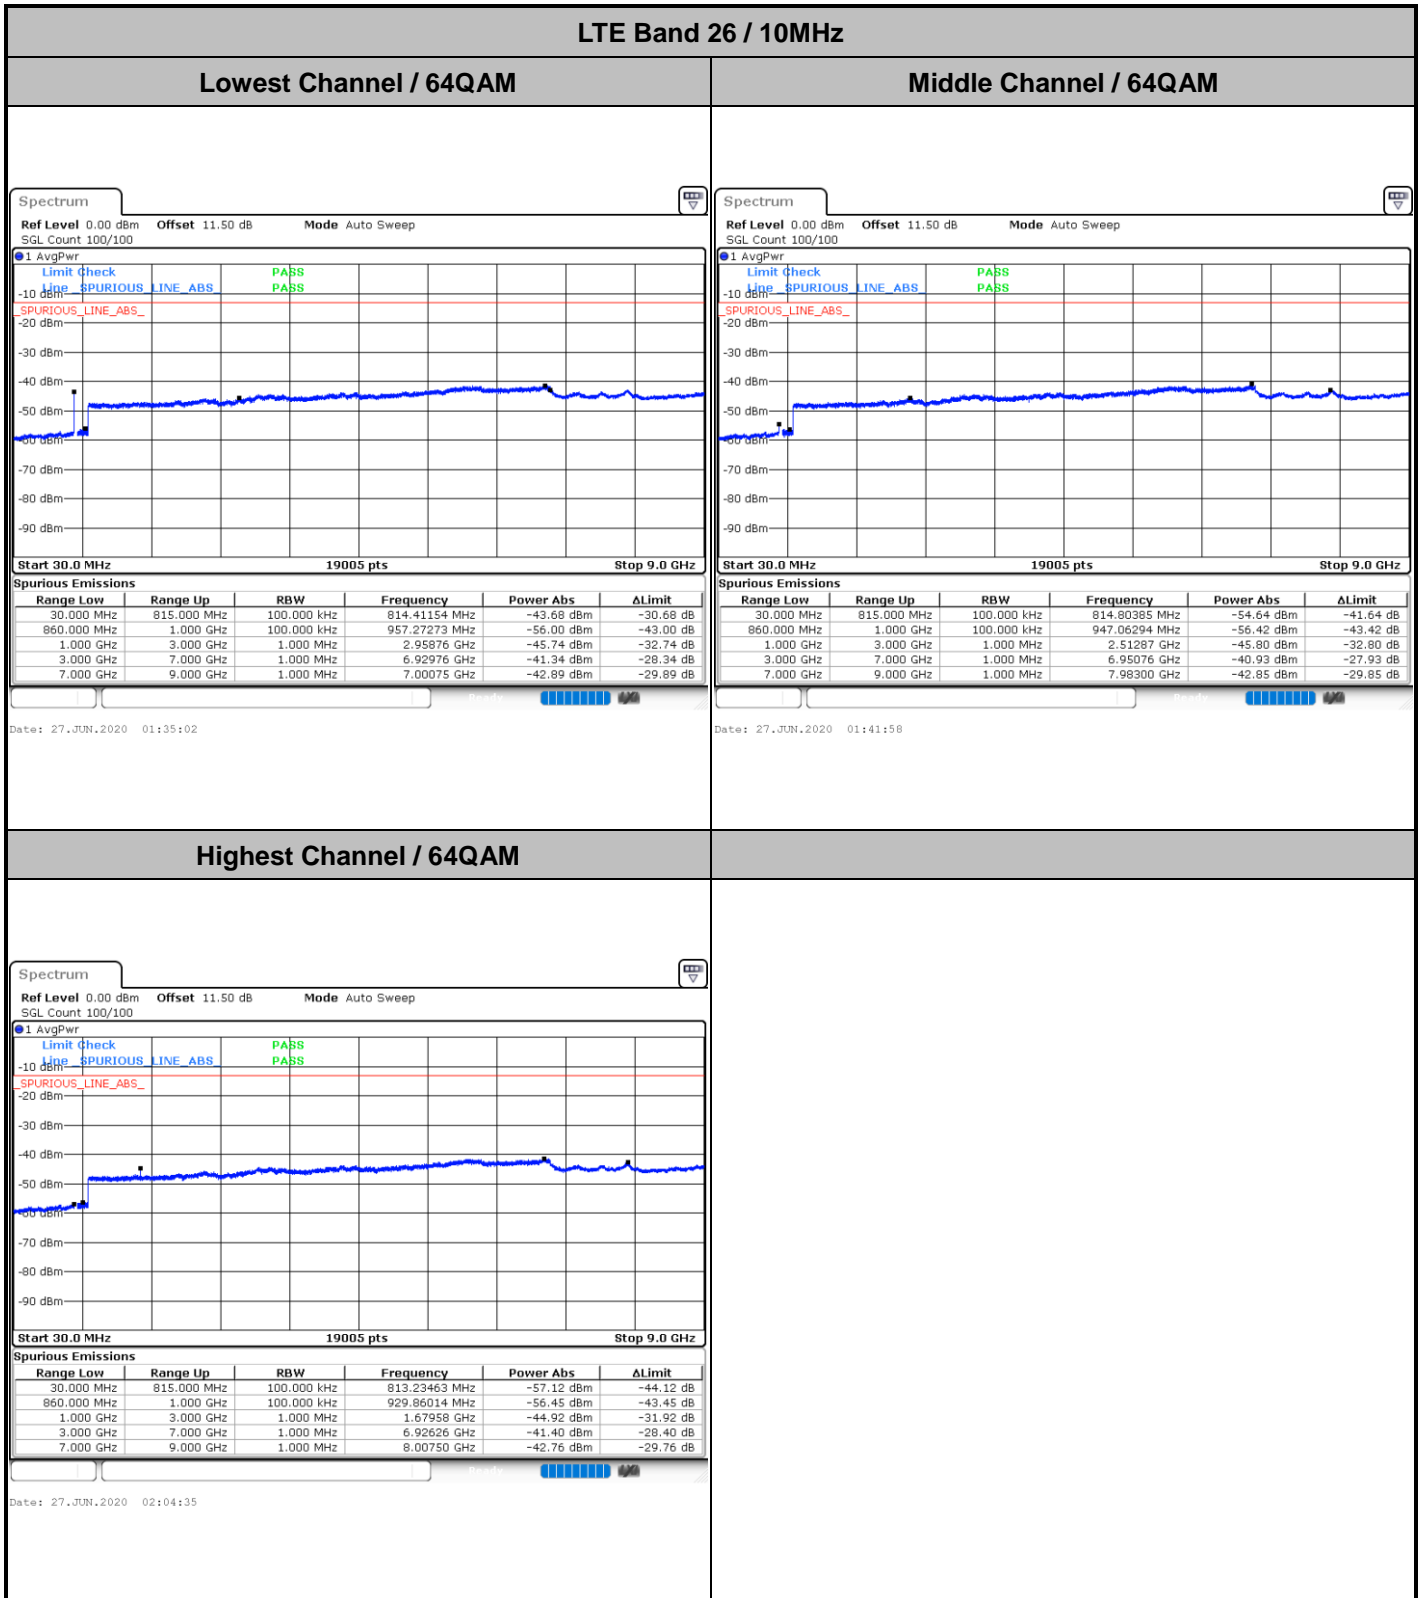 LTE Band 26 / 10MHz
Lowest Channel / 64QAM
Middle Channel / 64QAM
Spectrum
Ref Level 0.00 dBm Offset 11.50 dB Mode Auto Sweep
SGL Count 100/100
1 AvgPwr
Limit Check PASS
Line _SPURIOUS_LINE_ABS_ PASS
-10 dBm
_SPURIOUS_LINE_ABS_
-20 dBm
-30 dBm
-40 dBm
-50 dBm
-60 dBm
-70 dBm
-80 dBm
-90 dBm
Start 30.0 MHz 19005 pts Stop 9.0 GHz
Spurious Emissions
Range Low Range Up RBW Frequency Power Abs ΔLimit
30.000 MHz 815.000 MHz 100.000 kHz 814.41154 MHz -43.68 dBm -30.68 dB
860.000 MHz 1.000 GHz 100.000 kHz 957.27273 MHz -56.00 dBm -43.00 dB
1.000 GHz 3.000 GHz 1.000 MHz 2.95876 GHz -45.74 dBm -32.74 dB
3.000 GHz 7.000 GHz 1.000 MHz 6.92976 GHz -41.34 dBm -28.34 dB
7.000 GHz 9.000 GHz 1.000 MHz 7.00075 GHz -42.89 dBm -29.89 dB
Ready
Date: 27.JUN.2020 01:35:02
Spectrum
Ref Level 0.00 dBm Offset 11.50 dB Mode Auto Sweep
SGL Count 100/100
1 AvgPwr
Limit Check PASS
Line _SPURIOUS_LINE_ABS_ PASS
-10 dBm
_SPURIOUS_LINE_ABS_
-20 dBm
-30 dBm
-40 dBm
-50 dBm
-60 dBm
-70 dBm
-80 dBm
-90 dBm
Start 30.0 MHz 19005 pts Stop 9.0 GHz
Spurious Emissions
Range Low Range Up RBW Frequency Power Abs ΔLimit
30.000 MHz 815.000 MHz 100.000 kHz 814.80385 MHz -54.64 dBm -41.64 dB
860.000 MHz 1.000 GHz 100.000 kHz 947.06294 MHz -56.42 dBm -43.42 dB
1.000 GHz 3.000 GHz 1.000 MHz 2.51287 GHz -45.80 dBm -32.80 dB
3.000 GHz 7.000 GHz 1.000 MHz 6.95076 GHz -40.93 dBm -27.93 dB
7.000 GHz 9.000 GHz 1.000 MHz 7.98300 GHz -42.85 dBm -29.85 dB
Ready
Date: 27.JUN.2020 01:41:58
Highest Channel / 64QAM
Spectrum
Ref Level 0.00 dBm Offset 11.50 dB Mode Auto Sweep
SGL Count 100/100
1 AvgPwr
Limit Check PASS
Line _SPURIOUS_LINE_ABS_ PASS
-10 dBm
_SPURIOUS_LINE_ABS_
-20 dBm
-30 dBm
-40 dBm
-50 dBm
-60 dBm
-70 dBm
-80 dBm
-90 dBm
Start 30.0 MHz 19005 pts Stop 9.0 GHz
Spurious Emissions
Range Low Range Up RBW Frequency Power Abs ΔLimit
30.000 MHz 815.000 MHz 100.000 kHz 813.23463 MHz -57.12 dBm -44.12 dB
860.000 MHz 1.000 GHz 100.000 kHz 929.86014 MHz -56.45 dBm -43.45 dB
1.000 GHz 3.000 GHz 1.000 MHz 1.67958 GHz -44.92 dBm -31.92 dB
3.000 GHz 7.000 GHz 1.000 MHz 6.92626 GHz -41.40 dBm -28.40 dB
7.000 GHz 9.000 GHz 1.000 MHz 8.00750 GHz -42.76 dBm -29.76 dB
Ready
Date: 27.JUN.2020 02:04:35